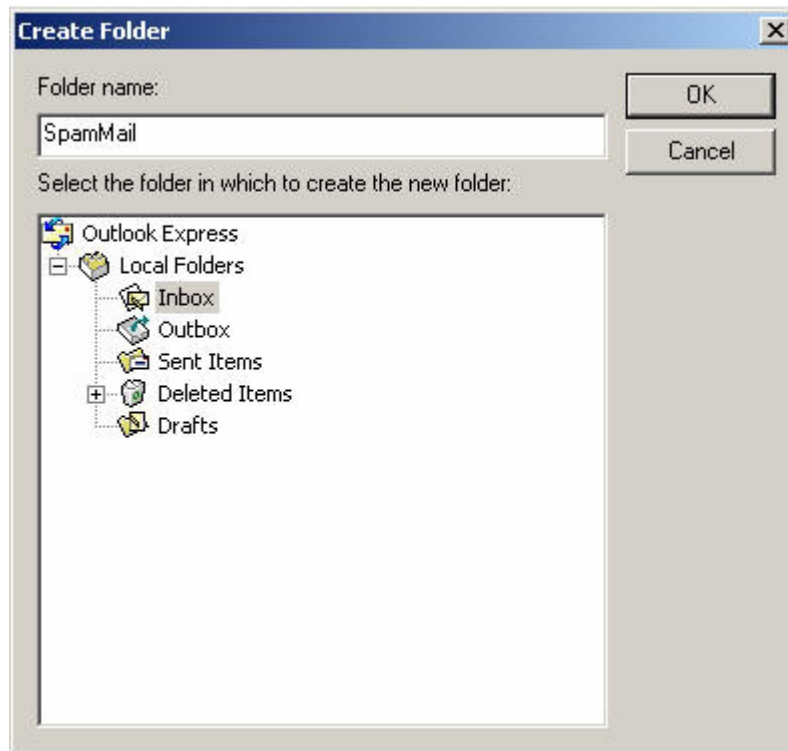 Create Folder
Folder name:
OK
SpamMail
Cancel
Select the folder in which to create the new folder:
Outlook Express
Local Folders
Inbox
Outbox
Sent Items
Deleted Items
Drafts